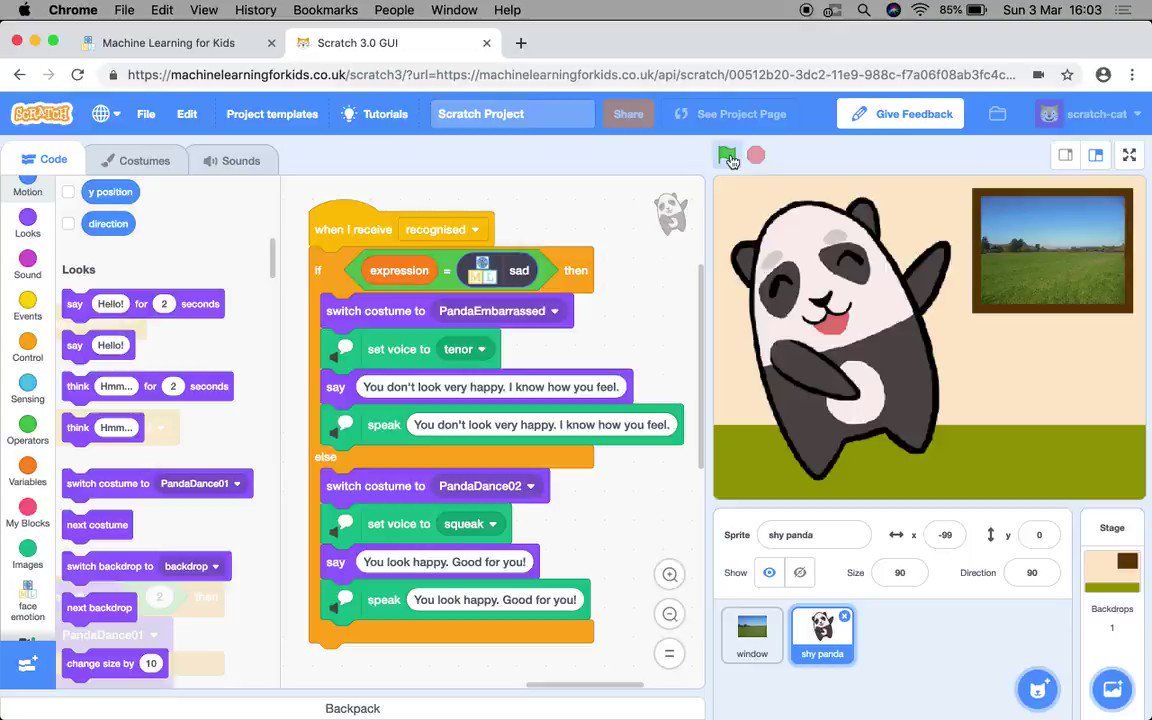 Chrome File Edit View History Bookmarks People Window Help 85% Sun 3 Mar 16:03
Machine Learning for Kids Scratch 3.0 GUI
https://machinelearningforkids.co.uk/scratch3/?url=https://machinelearningforkids.co.uk/api/scratch/00512b20-3dc2-11e9-988c-f7a06f08ab3fc4c...
SCRATCH File Edit Project templates Tutorials Scratch Project Share See Project Page Give Feedback scratch-cat
Code Costumes Sounds
Motion
Looks
Sound
Events
Control
Sensing
Operators
Variables
My Blocks
Images
face
emotion
y position
direction
Looks
say Hello! for 2 seconds
say Hello!
think Hmm... for 2 seconds
think Hmm...
switch costume to PandaDance01
next costume
switch backdrop to backdrop
2 then
next backdrop
PandaDance01
change size by 10
when I receive recognised
if expression = ML sad then
switch costume to PandaEmbarrassed
set voice to tenor
say You don't look very happy. I know how you feel.
speak You don't look very happy. I know how you feel.
else
switch costume to PandaDance02
set voice to squeak
say You look happy. Good for you!
speak You look happy. Good for you!
Backpack
Sprite shy panda x -99 y 0
Show Size 90 Direction 90
window
shy panda
Stage
Backdrops
1